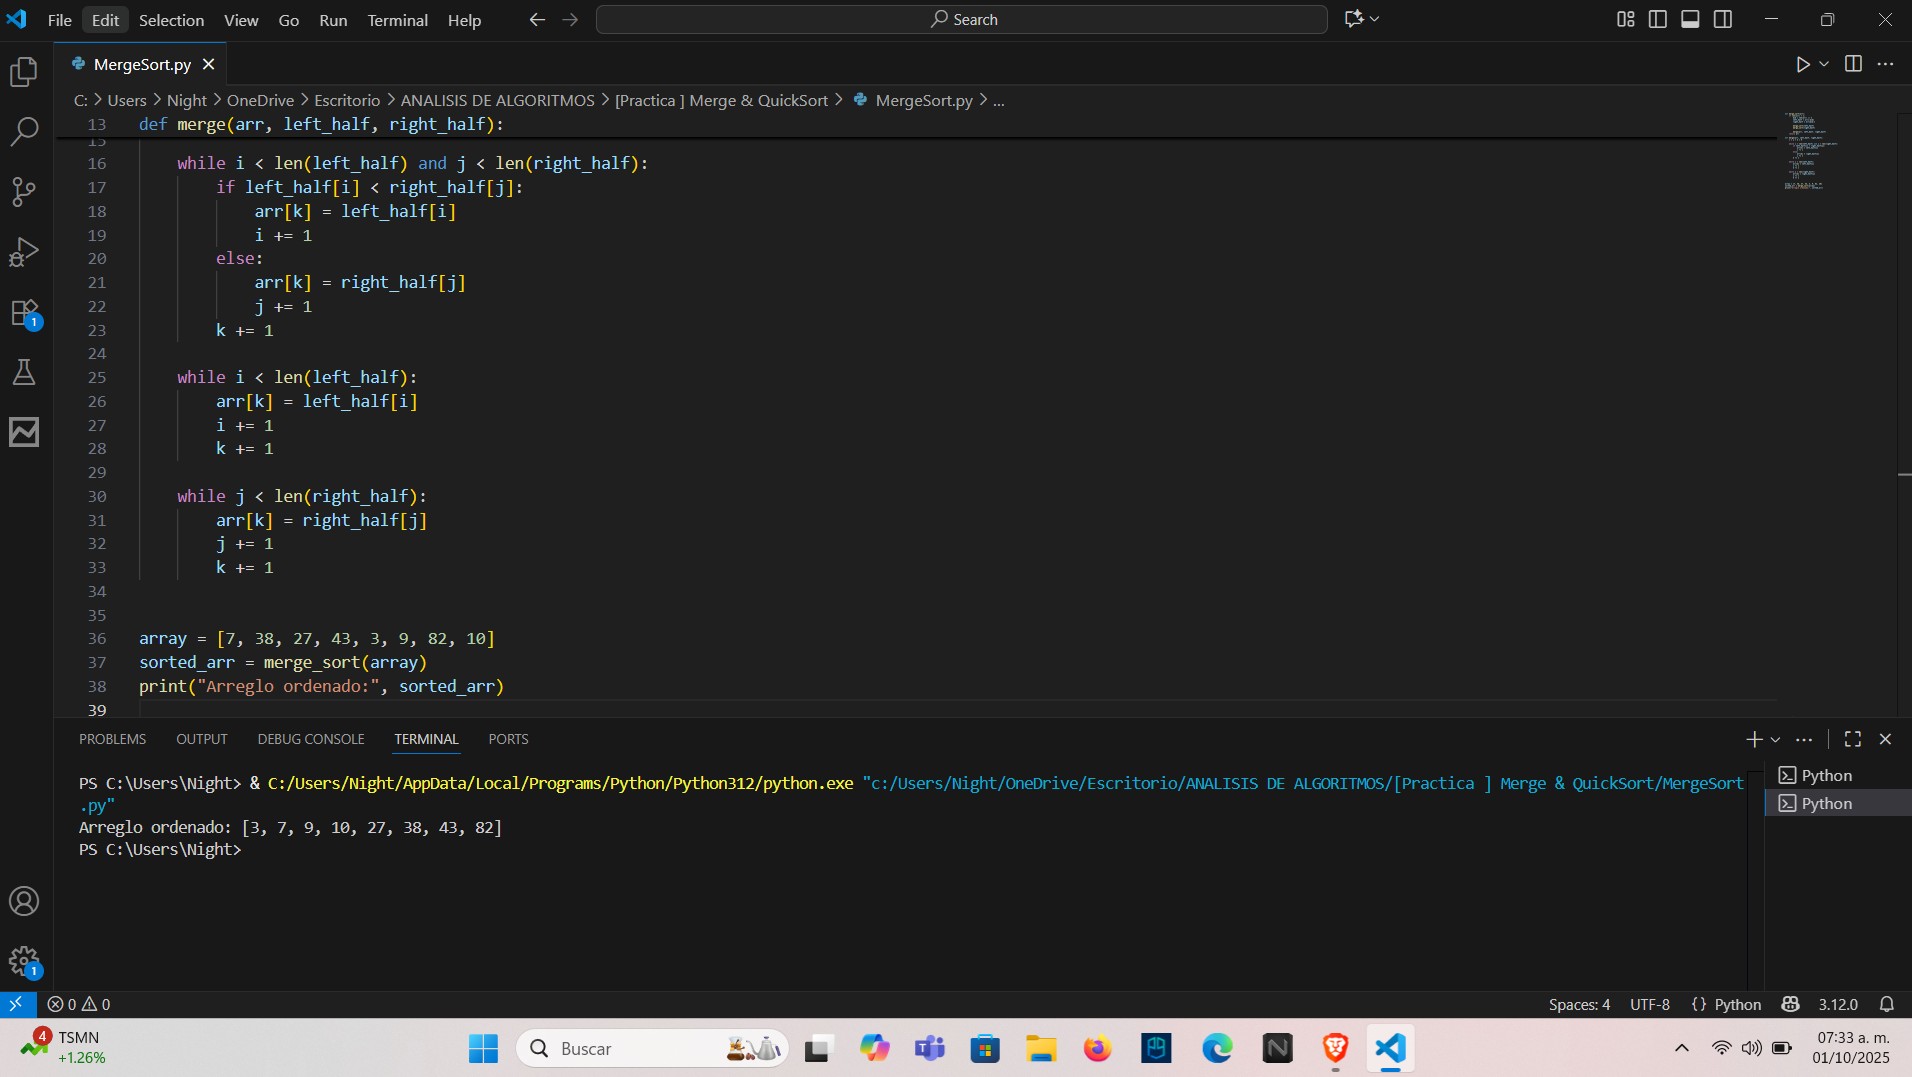 File Edit Selection View Go Run Terminal Help Search
MergeSort.py
C: > Users > Night > OneDrive > Escritorio > ANALISIS DE ALGORITMOS > [Practica ] Merge & QuickSort > MergeSort.py > ...
13 def merge(arr, left_half, right_half):
15
16 while i < len(left_half) and j < len(right_half):
17 if left_half[i] < right_half[j]:
18 arr[k] = left_half[i]
19 i += 1
20 else:
21 arr[k] = right_half[j]
22 j += 1
23 k += 1
24
25 while i < len(left_half):
26 arr[k] = left_half[i]
27 i += 1
28 k += 1
29
30 while j < len(right_half):
31 arr[k] = right_half[j]
32 j += 1
33 k += 1
34
35
36 array = [7, 38, 27, 43, 3, 9, 82, 10]
37 sorted_arr = merge_sort(array)
38 print("Arreglo ordenado:", sorted_arr)
39
PROBLEMS OUTPUT DEBUG CONSOLE TERMINAL PORTS
PS C:\Users\Night> & C:/Users/Night/AppData/Local/Programs/Python/Python312/python.exe "c:/Users/Night/OneDrive/Escritorio/ANALISIS DE ALGORITMOS/[Practica ] Merge & QuickSort/MergeSort
.py"
Arreglo ordenado: [3, 7, 9, 10, 27, 38, 43, 82]
PS C:\Users\Night>
Python
Python
1
1
0 0 Spaces: 4 UTF-8 {} Python 3.12.0
4 TSMN
+1.26%
Buscar
07:33 a. m.
01/10/2025